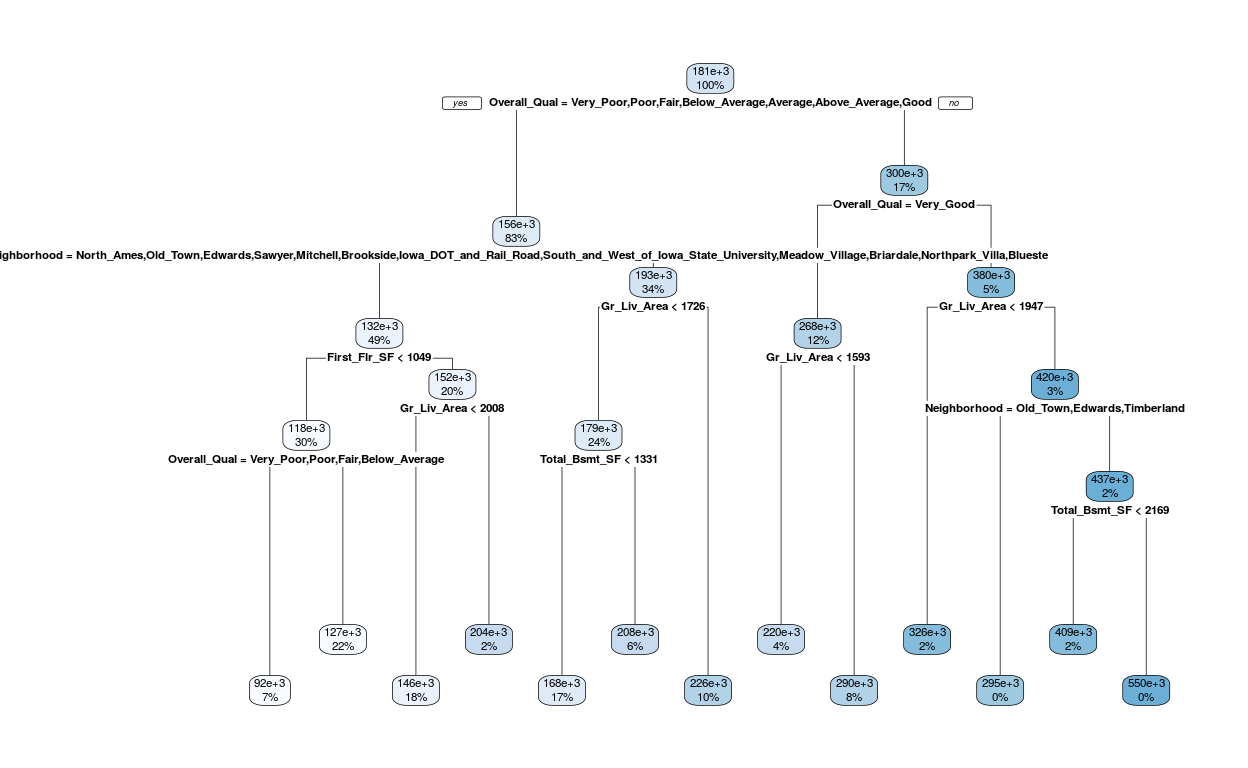 181e+3
100%
yes Overall_Qual = Very_Poor,Poor,Fair,Below_Average,Average,Above_Average,Good no
300e+3
17%
Overall_Qual = Very_Good
156e+3
83%
ighborhood = North_Ames,Old_Town,Edwards,Sawyer,Mitchell,Brookside,Iowa_DOT_and_Rail_Road,South_and_West_of_Iowa_State_University,Meadow_Village,Briardale,Northpark_Villa,Blueste
193e+3
34%
Gr_Liv_Area < 1726
380e+3
5%
Gr_Liv_Area < 1947
132e+3
49%
First_Flr_SF < 1049
268e+3
12%
Gr_Liv_Area < 1593
152e+3
20%
Gr_Liv_Area < 2008
420e+3
3%
Neighborhood = Old_Town,Edwards,Timberland
118e+3
30%
Overall_Qual = Very_Poor,Poor,Fair,Below_Average
179e+3
24%
Total_Bsmt_SF < 1331
437e+3
2%
Total_Bsmt_SF < 2169
127e+3
22%
204e+3
2%
208e+3
6%
220e+3
4%
326e+3
2%
409e+3
2%
92e+3
7%
146e+3
18%
168e+3
17%
226e+3
10%
290e+3
8%
295e+3
0%
550e+3
0%